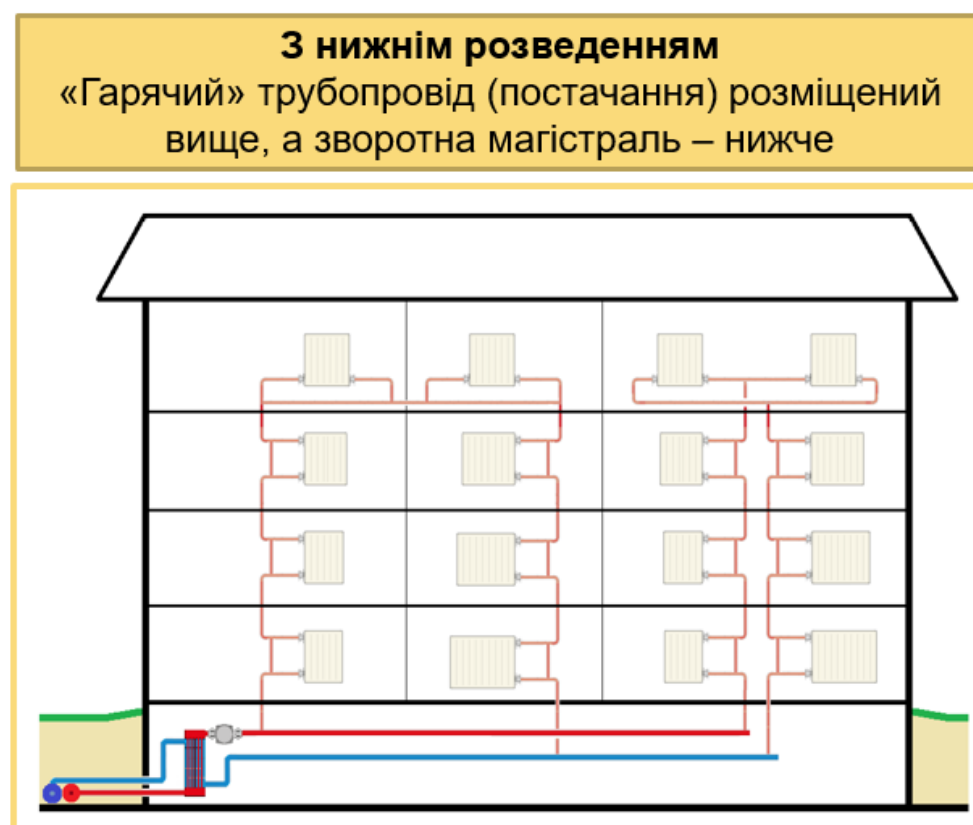 З нижнім розведенням
«Гарячий» трубопровід (постачання) розміщений
вище, а зворотна магістраль – нижче